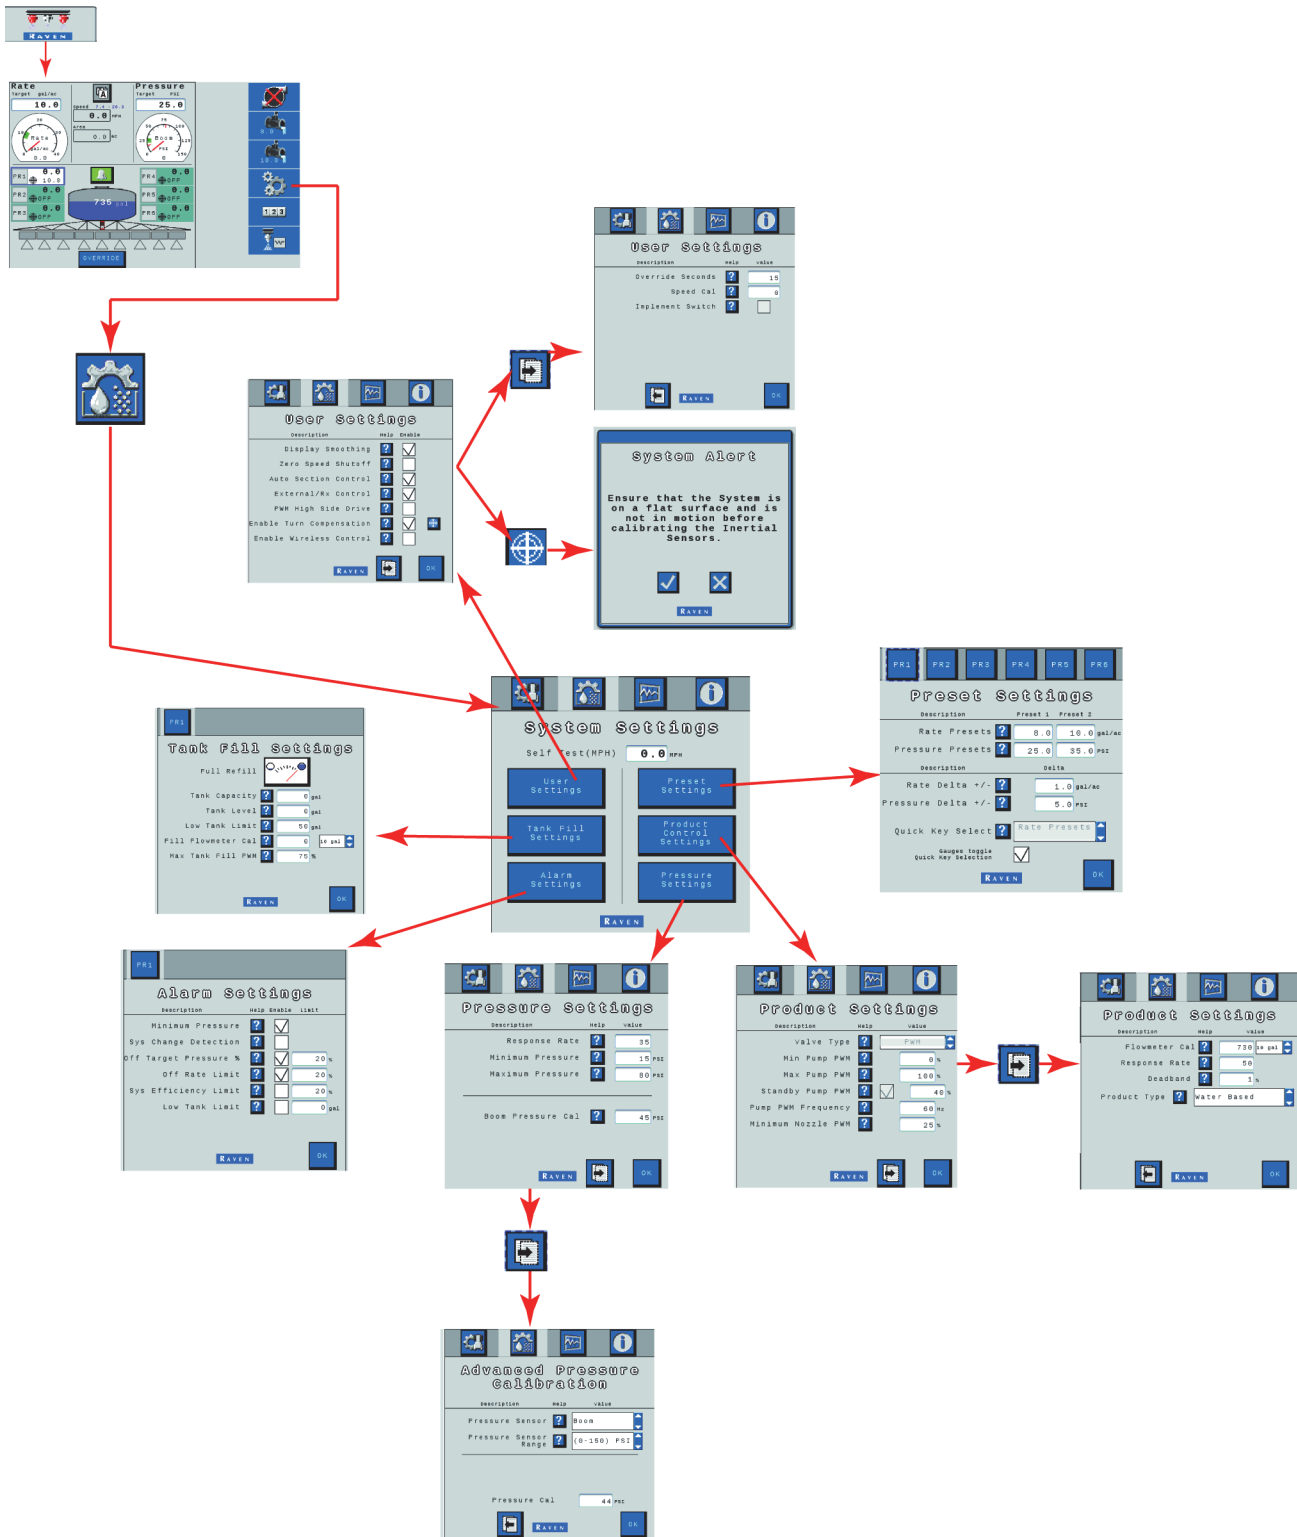 RAVEN
Rate
Target gal/ac
10.0
Speed 7.4 - 20.3
0.0 MPH
Area
0.0 ac
Pressure
Target PSI
25.0
Rate
gal/ac
0.0
Boom
PSI
0
PR1 0.0
10.0
PR2 0.0
OFF
PR3 0.0
OFF
735 gal
PR4 0.0
OFF
PR5 0.0
OFF
PR6 0.0
OFF
OVERRIDE
0.0
10.0
1 2 3
User Settings
Description Help Value
Override Seconds ? 15
Speed Cal ? 0
Implement Switch ?
RAVEN OK
User Settings
Description Help Enable
Display Smoothing ?
Zero Speed Shutoff ?
Auto Section Control ?
External/Rx Control ?
PWM High Side Drive ?
Enable Turn Compensation ?
Enable Wireless Control ?
RAVEN OK
System Alert
Ensure that the System is
on a flat surface and is
not in motion before
calibrating the Inertial
Sensors.
RAVEN
System Settings
Self Test(MPH) 0.0 MPH
User
Settings
Preset
Settings
Tank Fill
Settings
Product
Control
Settings
Alarm
Settings
Pressure
Settings
RAVEN
PR1 PR2 PR3 PR4 PR5 PR6
Preset Settings
Description Preset 1 Preset 2
Rate Presets ? 8.0 10.0 gal/ac
Pressure Presets ? 25.0 35.0 PSI
Description Delta
Rate Delta +/- ? 1.0 gal/ac
Pressure Delta +/- ? 5.0 PSI
Quick Key Select ? Rate Presets
Gauges toggle
Quick Key Selection
RAVEN OK
PR1
Tank Fill Settings
Full Refill
Tank Capacity ? 0 gal
Tank Level ? 0 gal
Low Tank Limit ? 50 gal
Fill Flowmeter Cal ? 0 10 gal
Max Tank Fill PWM ? 75 %
RAVEN OK
PR1
Alarm Settings
Description Help Enable Limit
Minimum Pressure ?
Sys Change Detection ?
Off Target Pressure % ? 20 %
Off Rate Limit ? 20 %
Sys Efficiency Limit ? 20 %
Low Tank Limit ? 0 gal
RAVEN OK
Pressure Settings
Description Help Value
Response Rate ? 35
Minimum Pressure ? 15 PSI
Maximum Pressure ? 80 PSI
Boom Pressure Cal ? 45 PSI
RAVEN OK
Product Settings
Description Help Value
Valve Type ? PWM
Min Pump PWM ? 0 %
Max Pump PWM ? 100 %
Standby Pump PWM ? 40 %
Pump PWM Frequency ? 60 Hz
Minimum Nozzle PWM ? 25 %
RAVEN OK
Product Settings
Description Help Value
Flowmeter Cal ? 730 10 gal
Response Rate ? 50
Deadband ? 1 %
Product Type ? Water Based
RAVEN OK
Advanced Pressure
Calibration
Description Help Value
Pressure Sensor ? Boom
Pressure Sensor
Range ? (0-150) PSI
Pressure Cal 44 PSI
RAVEN OK